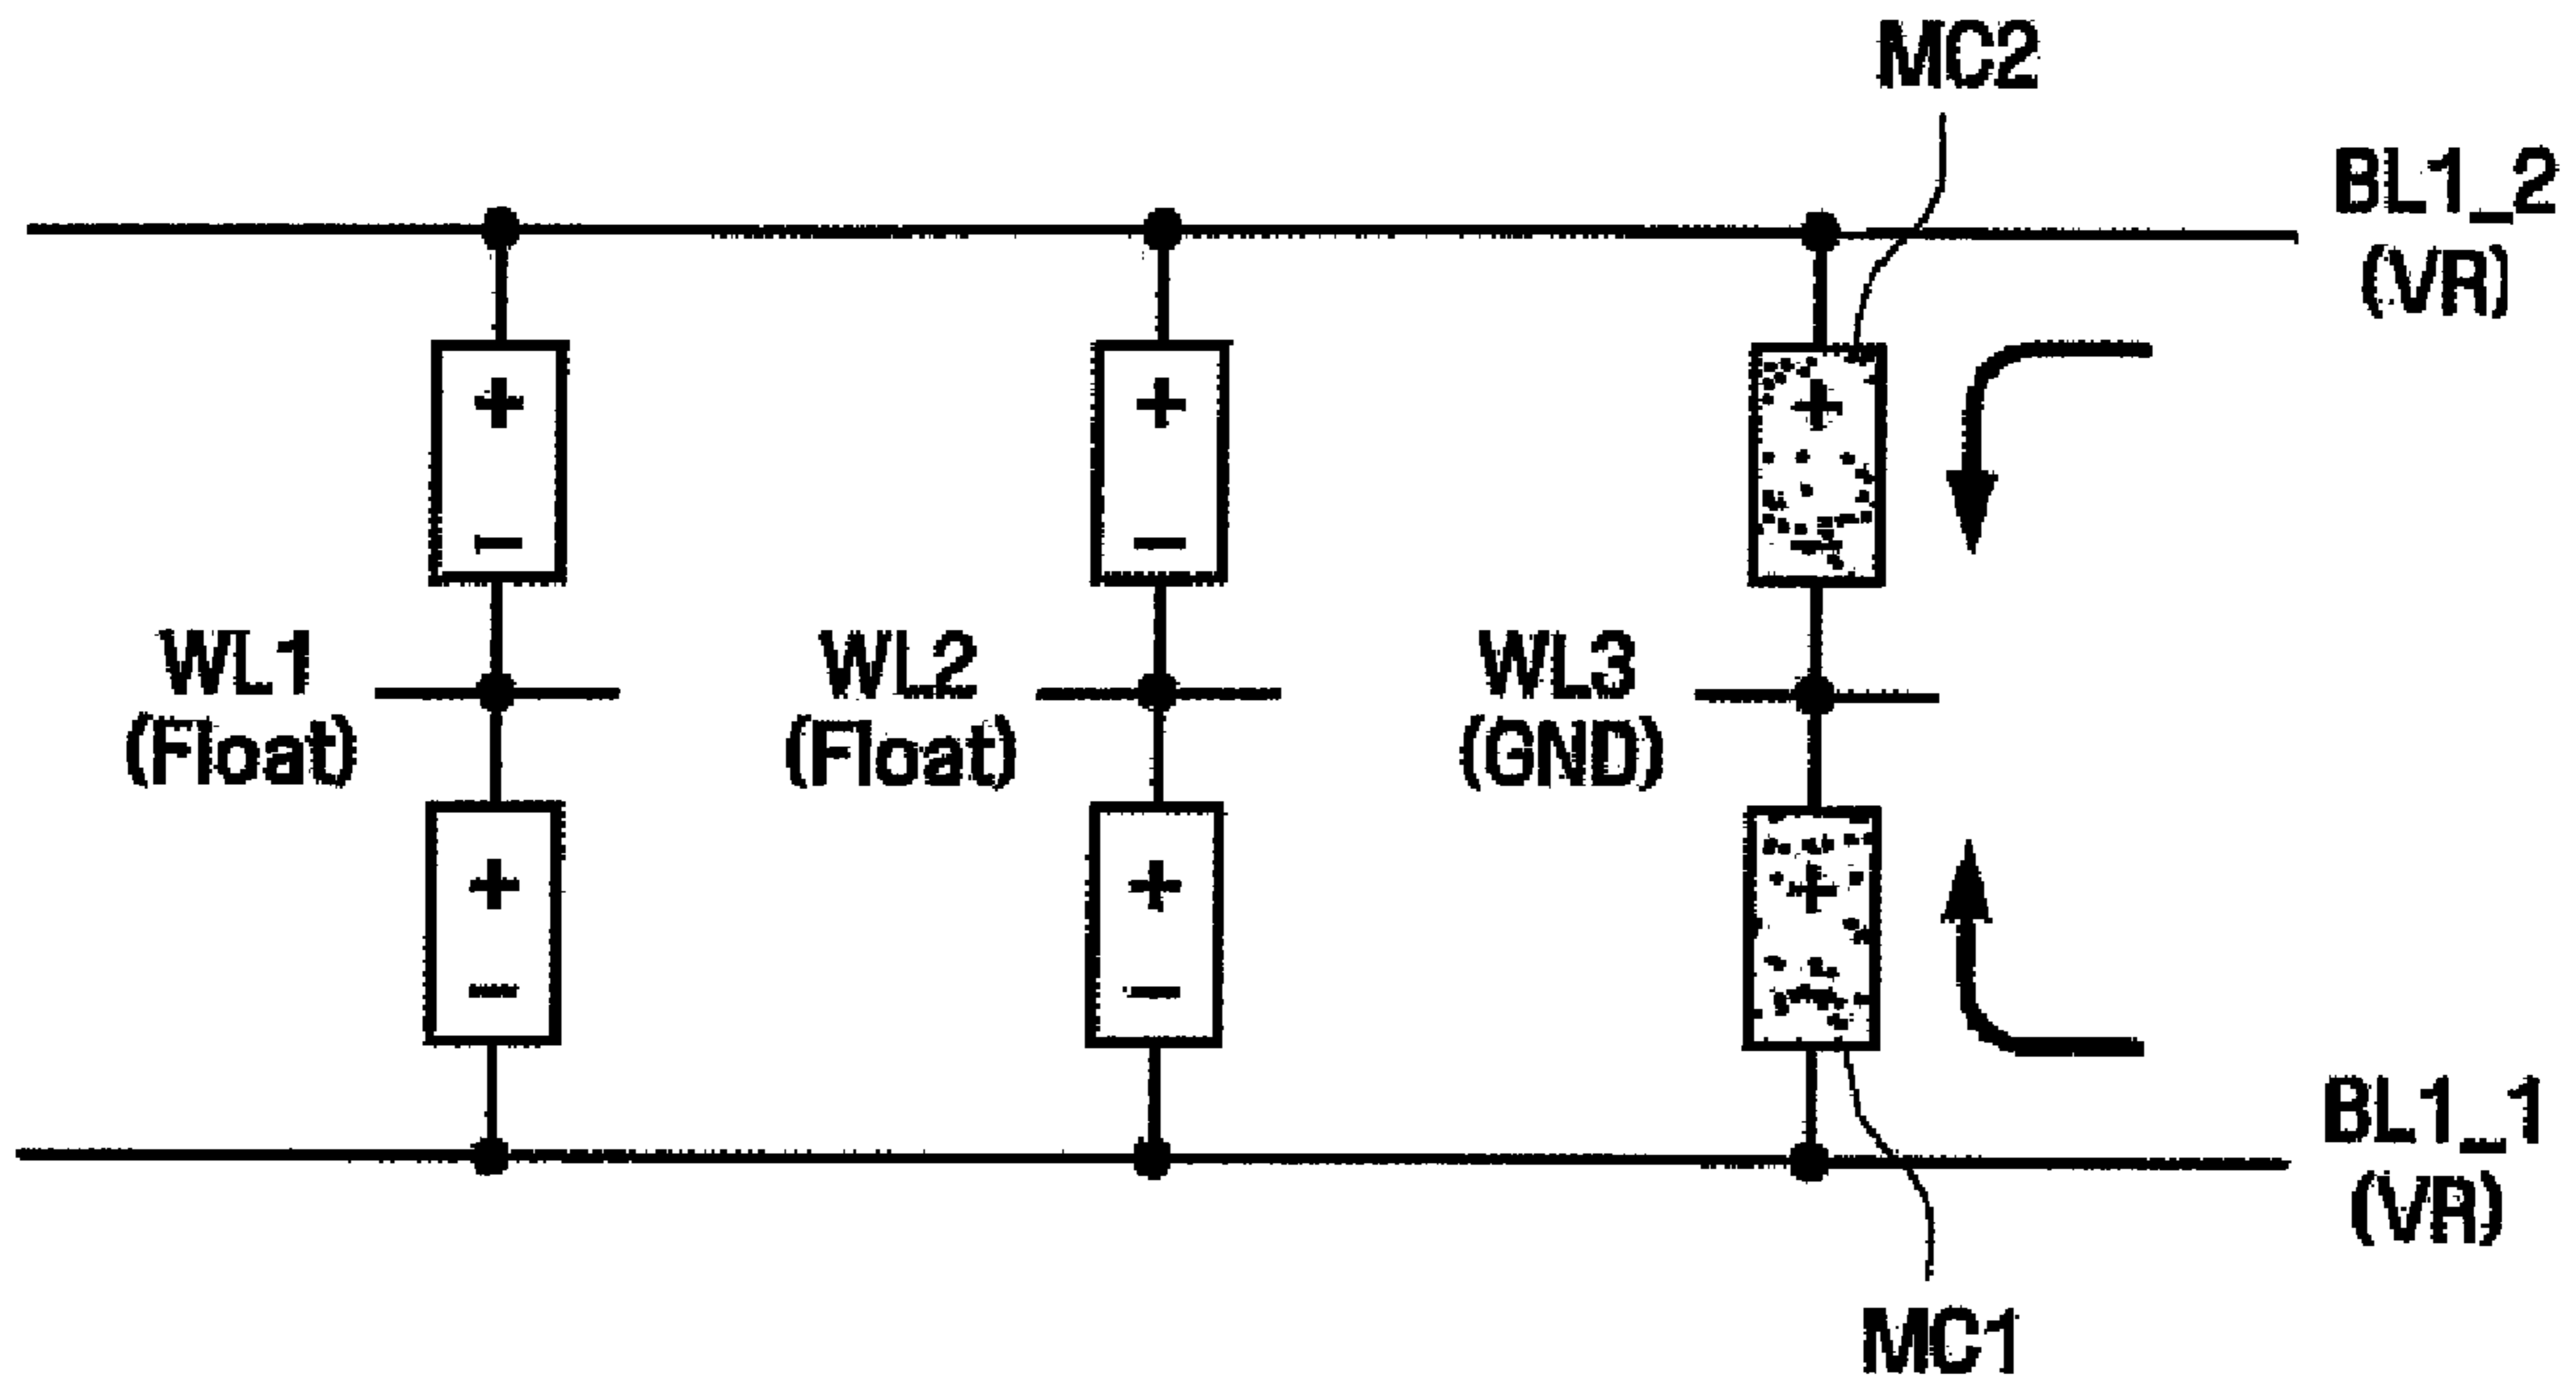 MC2
BL1_2
(VR)
+
+
+
−
−
−
WL1
(Float)
WL2
(Float)
WL3
(GND)
+
+
+
−
−
−
BL1_1
(VR)
MC1